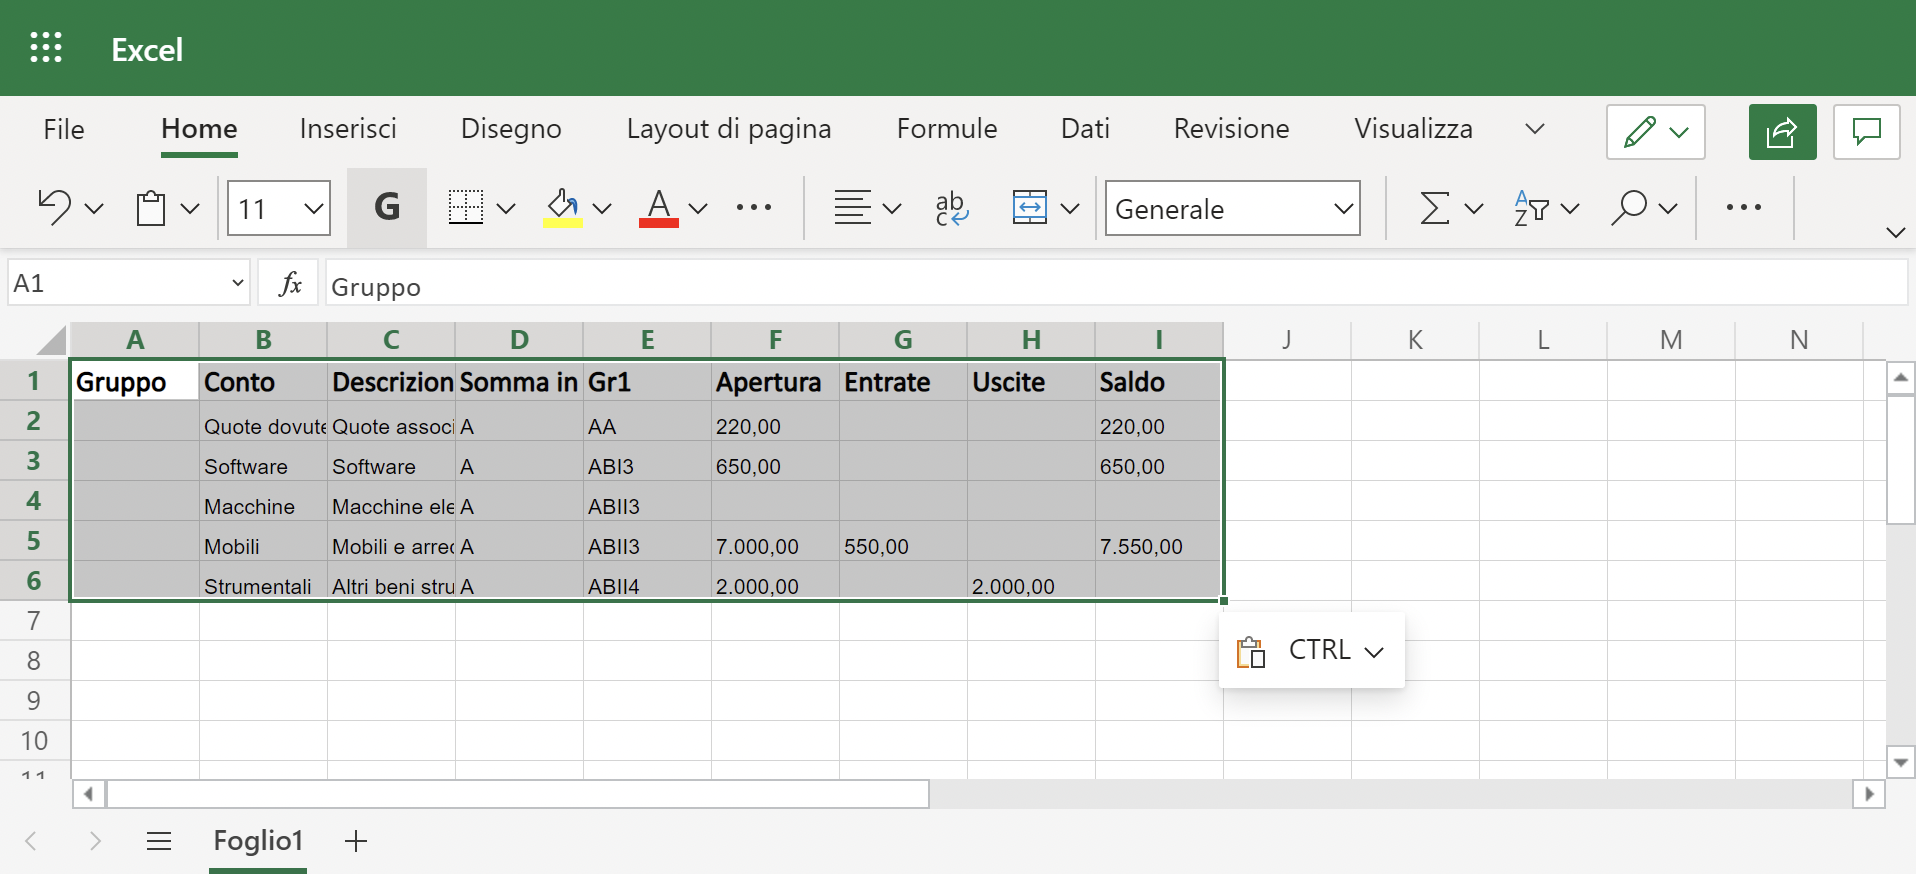 Excel
File Home Inserisci Disegno Layout di pagina Formule Dati Revisione Visualizza
11 G A ab c Generale A Z
A1 fx Gruppo
A B C D E F G H I J K L M N
1 Gruppo Conto Descrizion Somma in Gr1 Apertura Entrate Uscite Saldo
2 Quote dovute Quote associ A AA 220,00 220,00
3 Software Software A ABI3 650,00 650,00
4 Macchine Macchine ele A ABII3
5 Mobili Mobili e arred A ABII3 7.000,00 550,00 7.550,00
6 Strumentali Altri beni stru A ABII4 2.000,00 2.000,00
7
CTRL
8
9
10
11
Foglio1